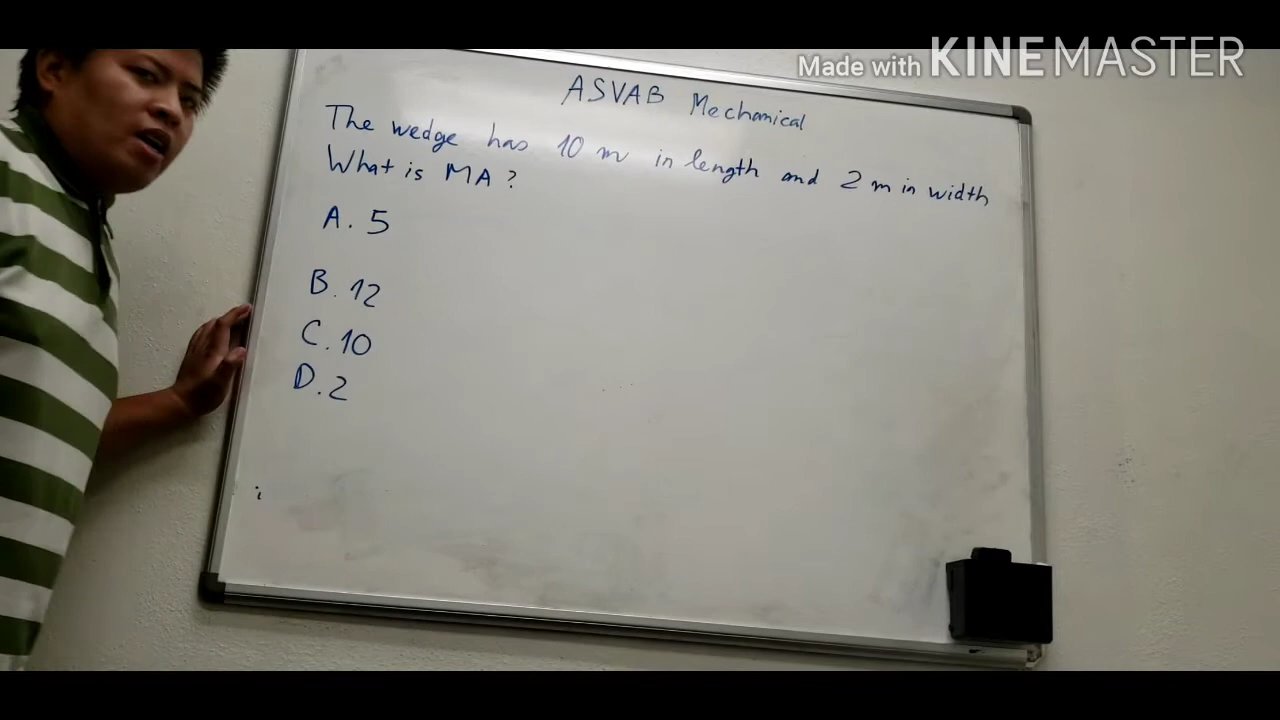 Made with KINEMASTER
ASVAB Mechanical
The wedge has 10 m in length and 2 m in width
What is MA?
A. 5
B. 12
C. 10
D. 2